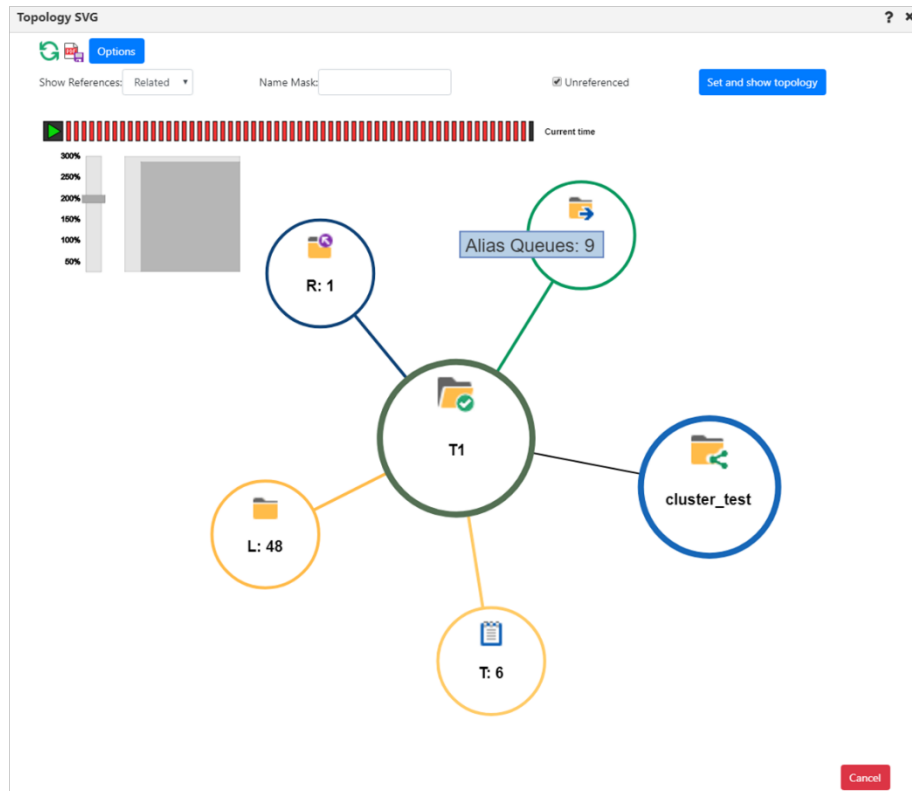 Topology SVG
? ×
Options
Show References: Related ▼ Name Mask: Unreferenced Set and show topology
Current time
300%
250%
200%
150%
100%
50%
Alias Queues: 9
R: 1
T1
cluster_test
L: 48
T: 6
Cancel